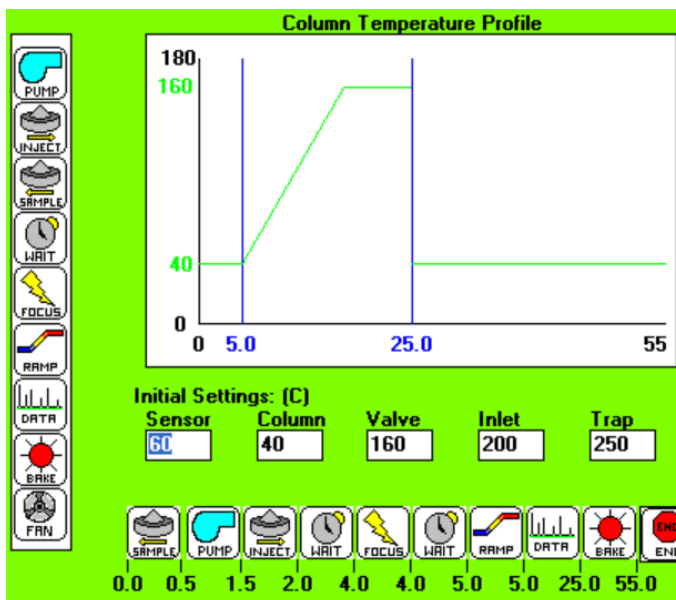 Column Temperature Profile
180
160
40
0
0 5.0 25.0 55
PUMP
INJECT
SAMPLE
WAIT
FOCUS
RAMP
DATA
BAKE
FAN
Initial Settings: (C)
Sensor Column Valve Inlet Trap
60 40 160 200 250
END
SAMPLE PUMP INJECT WAIT FOCUS WAIT RAMP DATA BAKE END
0.0 0.5 1.5 2.0 4.0 4.0 5.0 5.0 25.0 55.0